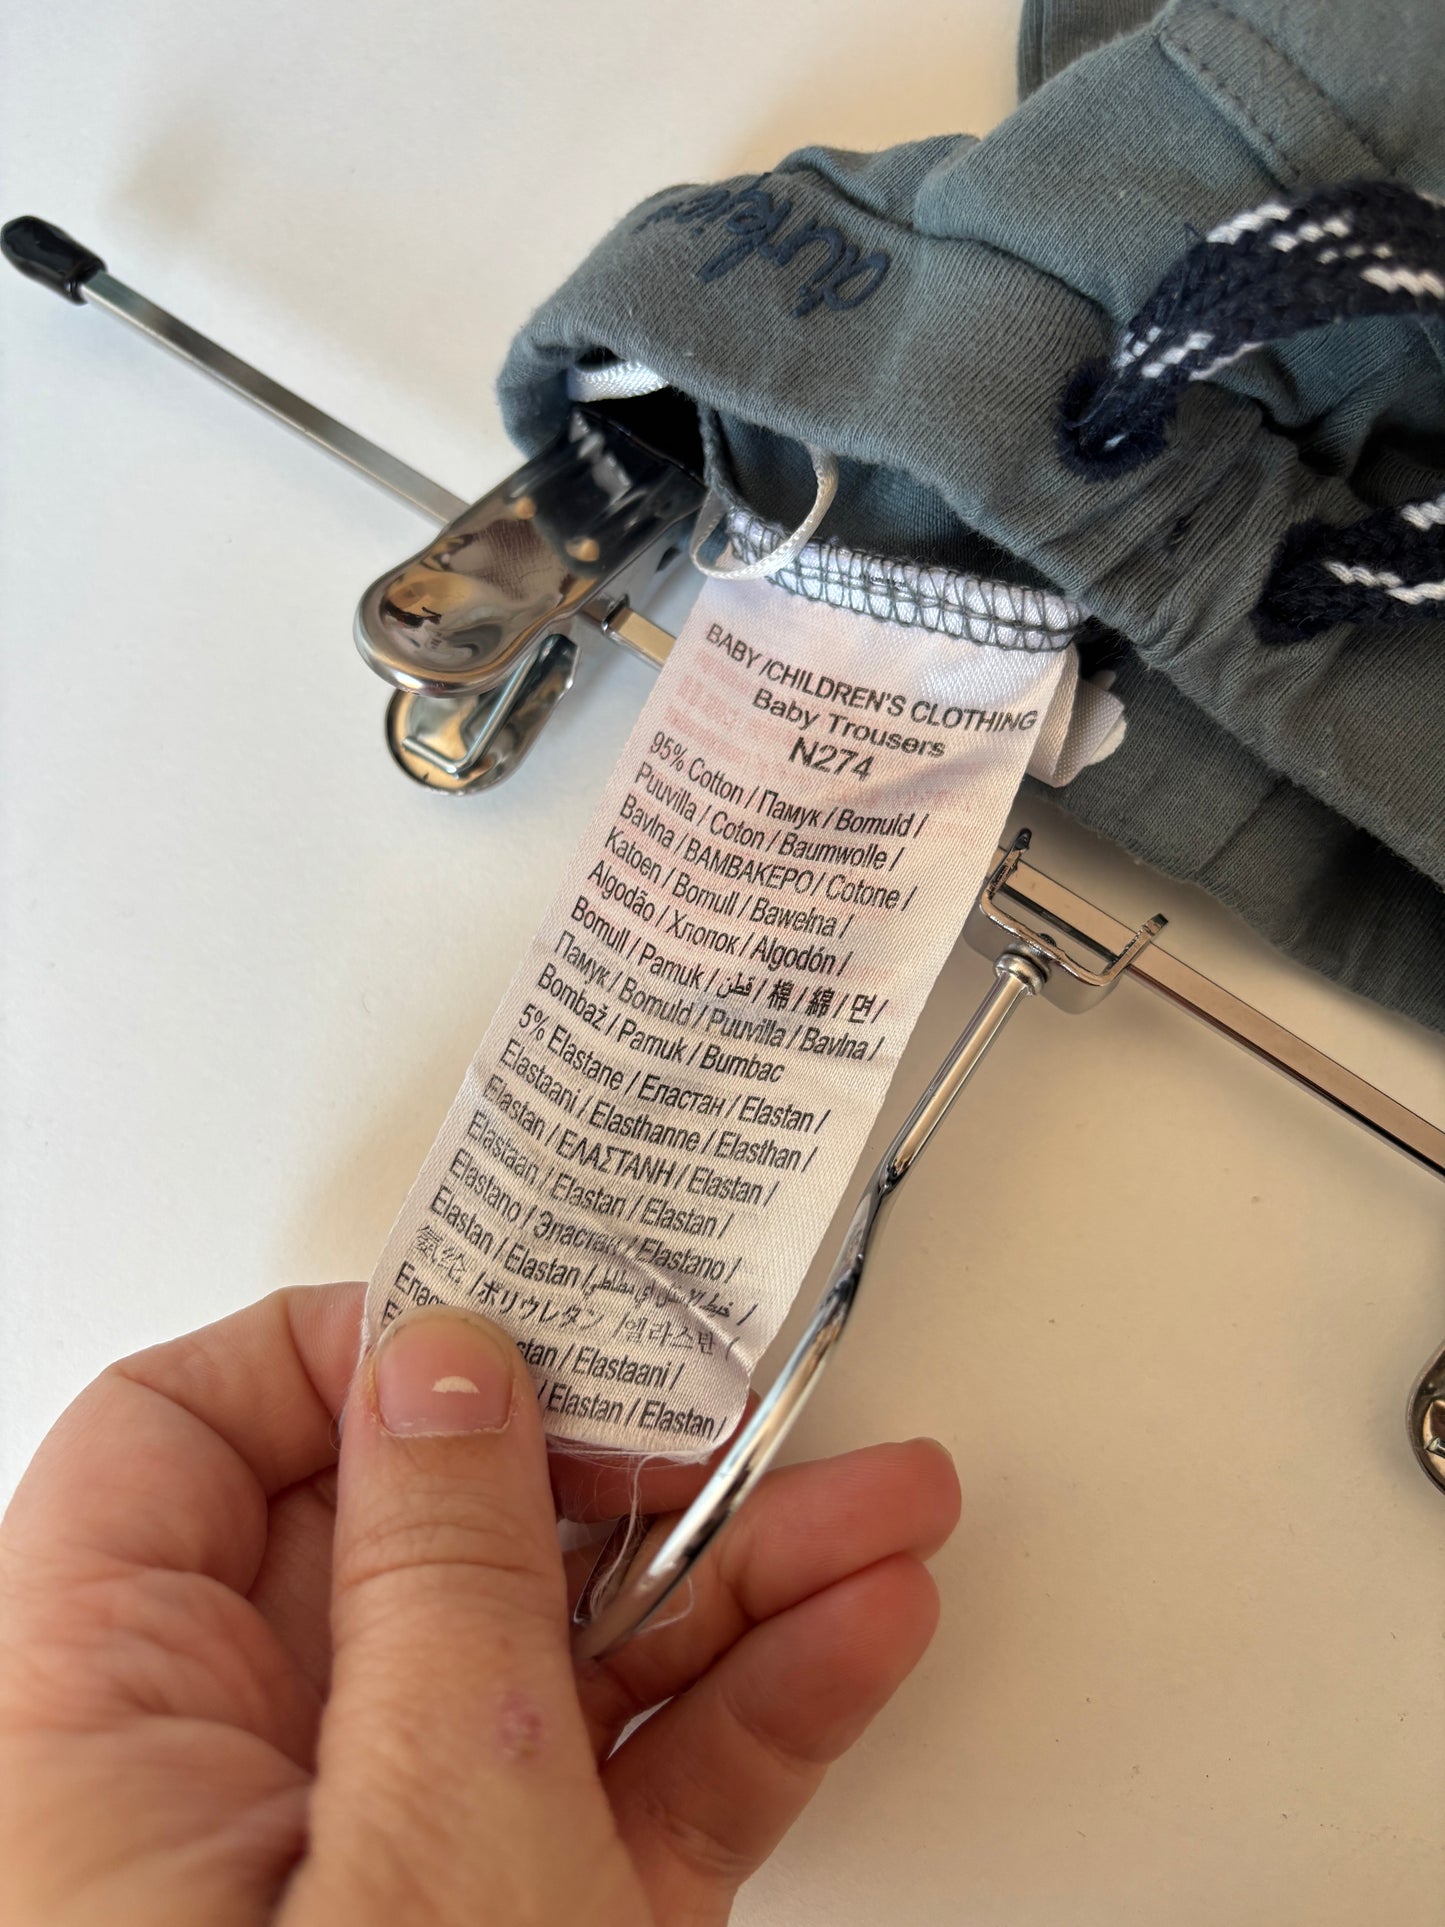 BABY /CHILDREN'S CLOTHING
Baby Trousers
N274
95% Cotton / Памук / Bomuld /
Puuvilla / Coton / Baumwolle /
Bavlna / BAMBAKEPO / Cotone /
Katoen / Bomull / Bawełna /
Algodão / Хлопок / Algodón /
Bomull / Pamuk / قطن / 棉 / 綿 / 면 /
Памук / Bomuld / Puuvilla / Bavlna /
Bombaž / Pamuk / Bumbac
5% Elastane / Еластан / Elastan /
Elastaani / Elasthanne / Elasthan /
Elastan / ΕΛΑΣΤΑΝΗ / Elastan /
Elastaan / Elastan / Elastan /
Elastano / Эластан / Elastano /
Elastan / Elastan / خيط /
氨纶 / ポリウレタン / 엘라스탄 /
/ Elastaani /
/ Elastan / Elastan /